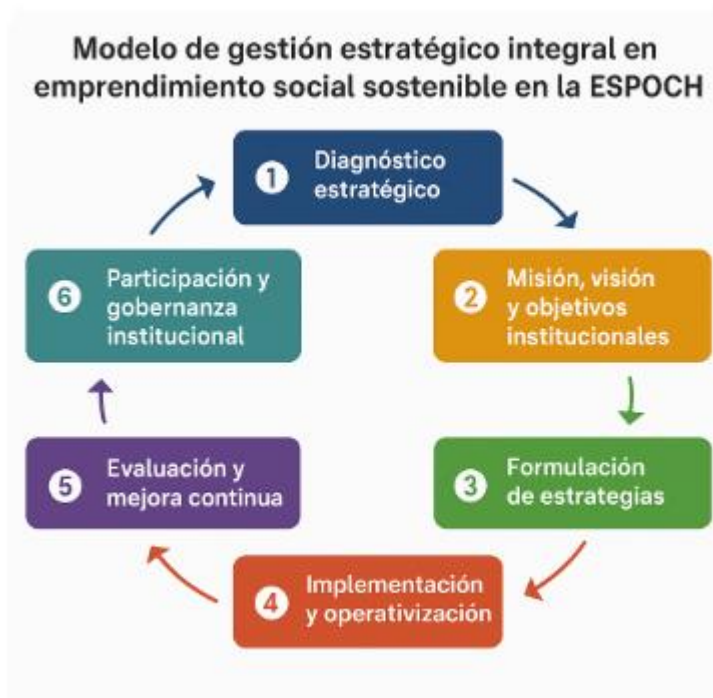 Modelo de gestión estratégico integral en
emprendimiento social sostenible en la ESPOCH
1 Diagnóstico
estratégico
2 Misión, visión
y objetivos
institucionales
3 Formulación
de estrategias
4 Implementación
y operativización
5 Evaluación y
mejora continua
6 Participación y
gobernanza
institucional